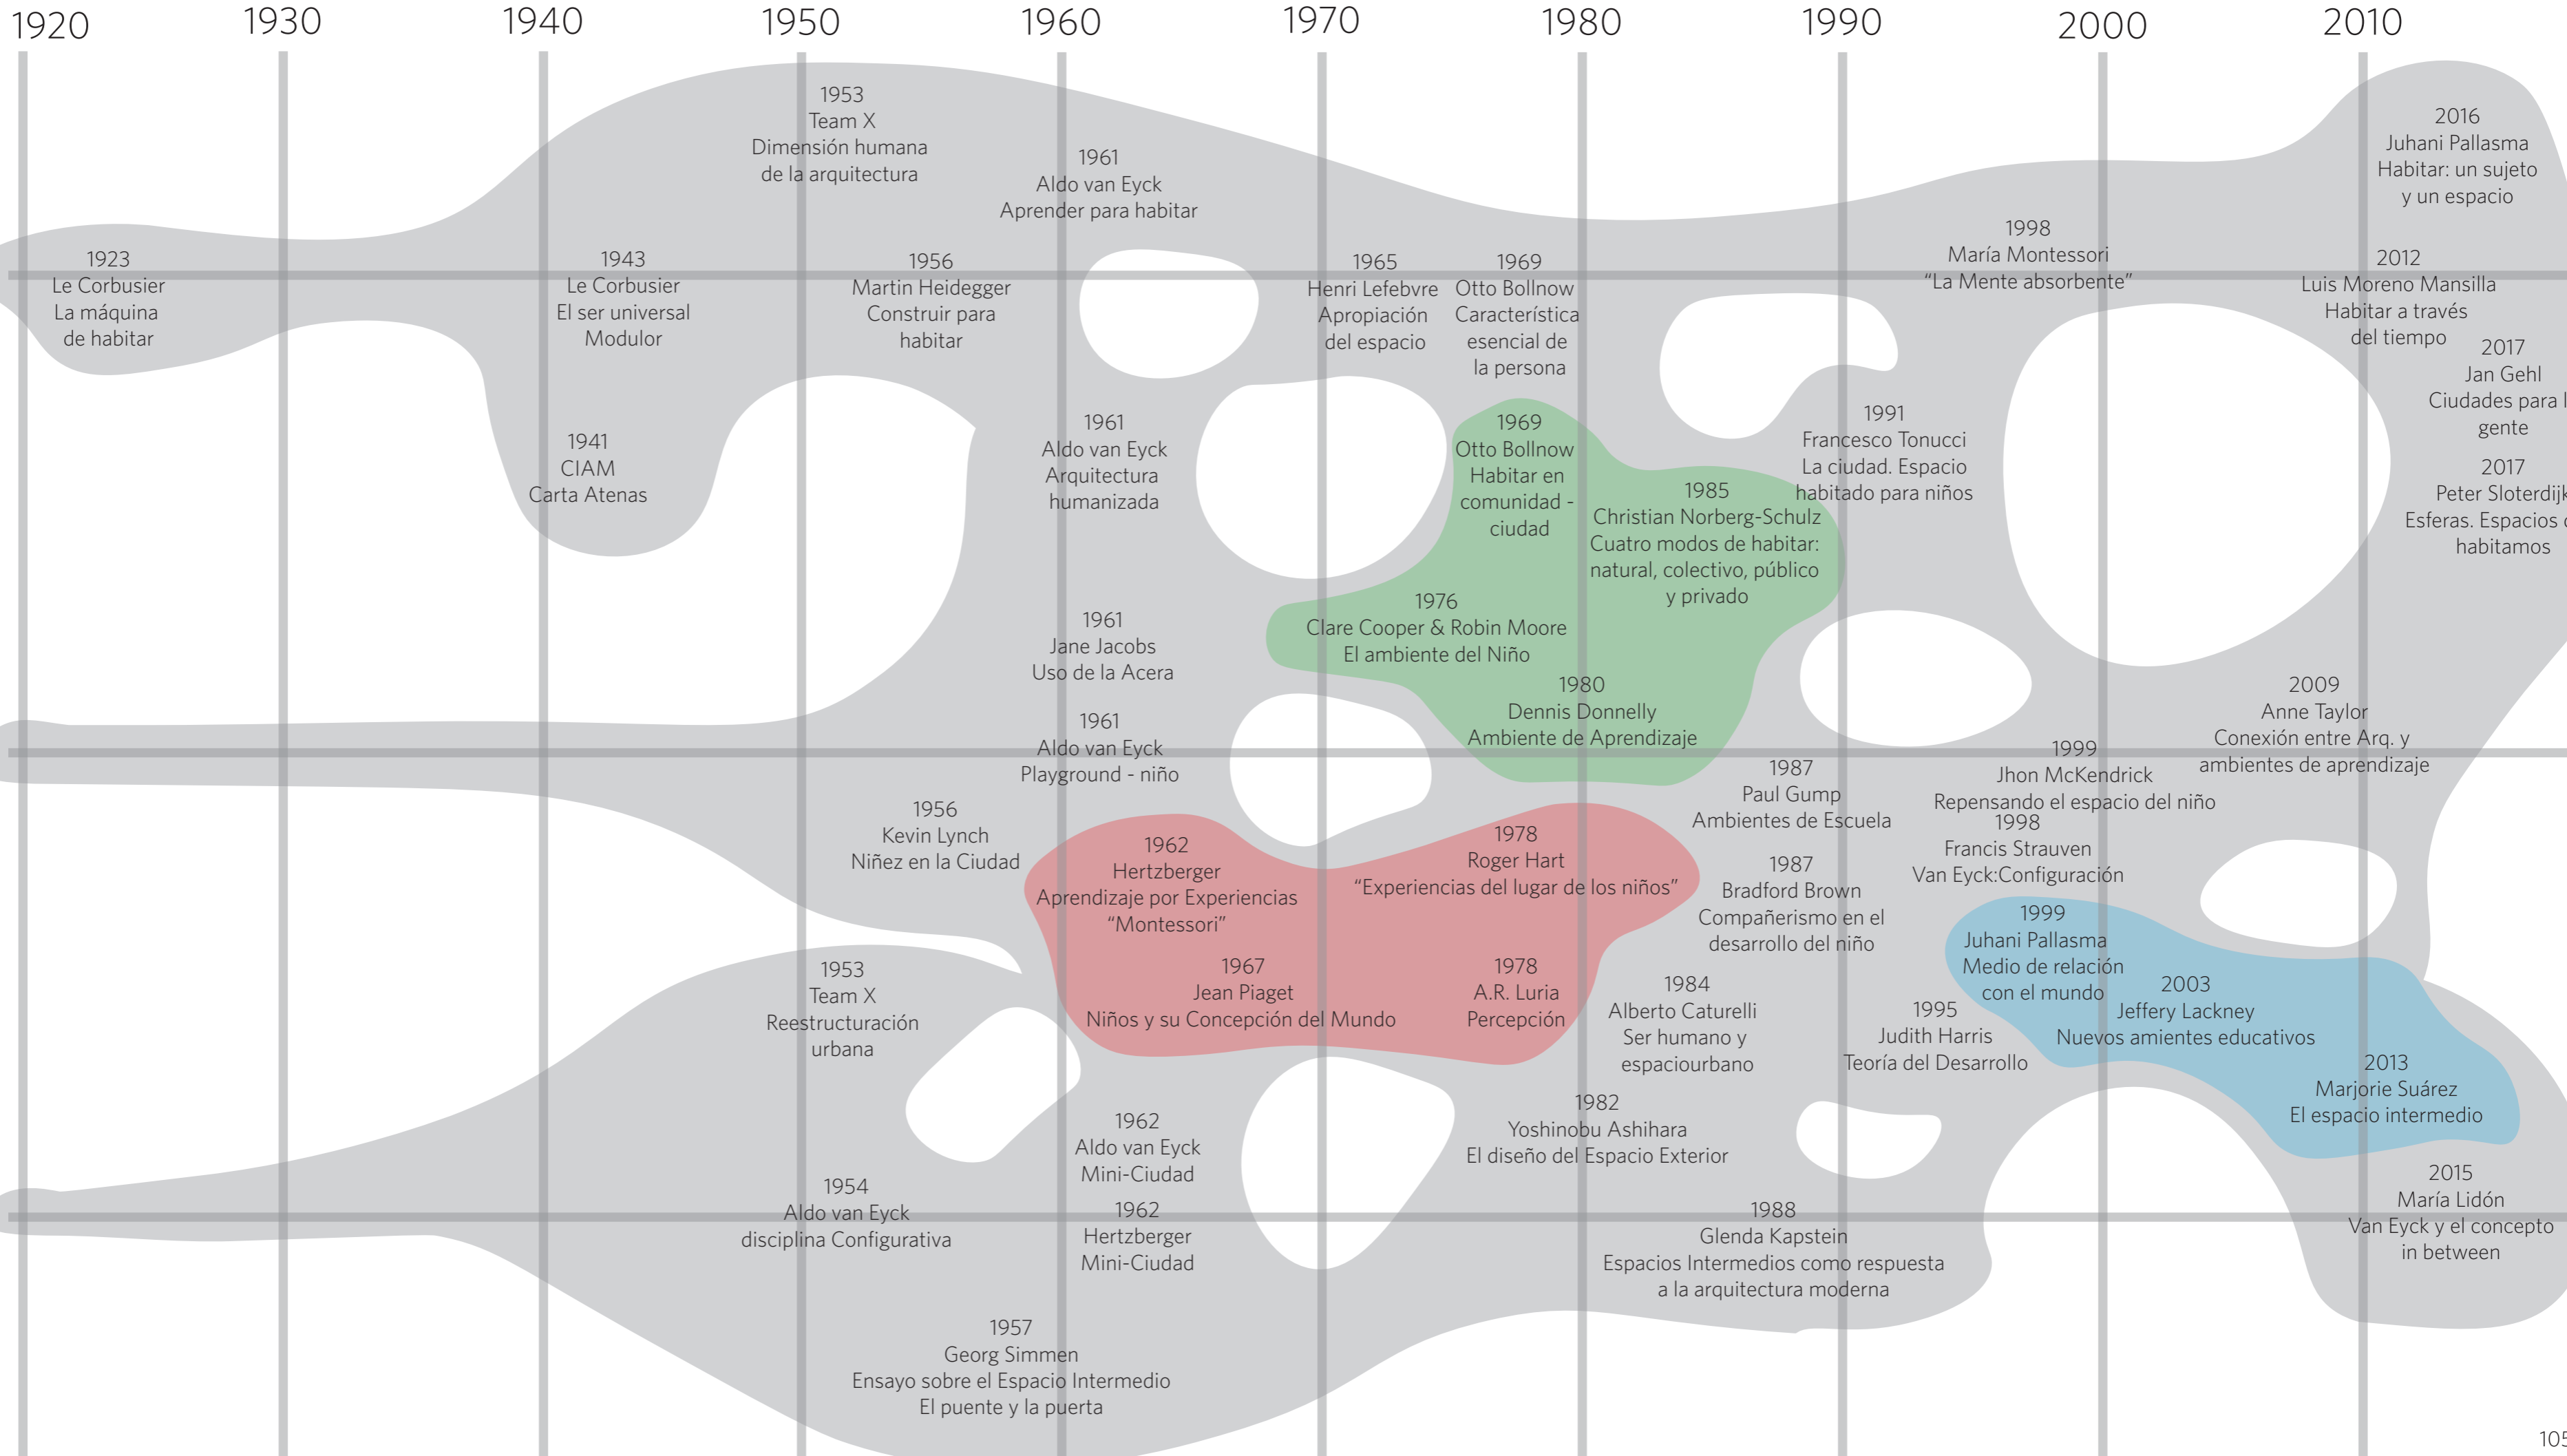 1920 1930 1940 1950 1960 1970 1980 1990 2000 2010
1953
Team X
Dimensión humana
de la arquitectura
1961
Aldo van Eyck
Aprender para habitar
2016
Juhani Pallasma
Habitar: un sujeto
y un espacio
1923
Le Corbusier
La máquina
de habitar
1943
Le Corbusier
El ser universal
Modulor
1956
Martin Heidegger
Construir para
habitar
1965
Henri Lefebvre
Apropiación
del espacio
1969
Otto Bollnow
Característica
esencial de
la persona
1998
María Montessori
“La Mente absorbente”
2012
Luis Moreno Mansilla
Habitar a través
del tiempo
2017
Jan Gehl
Ciudades para
gente
1941
CIAM
Carta Atenas
1961
Aldo van Eyck
Arquitectura
humanizada
1969
Otto Bollnow
Habitar en
comunidad -
ciudad
1985
Christian Norberg-Schulz
Cuatro modos de habitar:
natural, colectivo, público
y privado
1991
Francesco Tonucci
La ciudad. Espacio
habitado para niños
2017
Peter Sloterdijk
Esferas. Espacios
habitamos
1961
Jane Jacobs
Uso de la Acera
1976
Clare Cooper & Robin Moore
El ambiente del Niño
1980
Dennis Donnelly
Ambiente de Aprendizaje
1961
Aldo van Eyck
Playground - niño
2009
Anne Taylor
Conexión entre Arq. y
ambientes de aprendizaje
1999
Jhon McKendrick
Repensando el espacio del niño
1987
Paul Gump
Ambientes de Escuela
1956
Kevin Lynch
Niñez en la Ciudad
1962
Hertzberger
Aprendizaje por Experiencias
“Montessori”
1978
Roger Hart
“Experiencias del lugar de los niños”
1987
Bradford Brown
Compañerismo en el
desarrollo del niño
1998
Francis Strauven
Van Eyck:Configuración
1999
Juhani Pallasma
Medio de relación
con el mundo
1953
Team X
Reestructuración
urbana
1967
Jean Piaget
Niños y su Concepción del Mundo
1978
A.R. Luria
Percepción
1984
Alberto Caturelli
Ser humano y
espaciourbano
1995
Judith Harris
Teoría del Desarrollo
2003
Jeffery Lackney
Nuevos amientes educativos
2013
Marjorie Suárez
El espacio intermedio
1962
Aldo van Eyck
Mini-Ciudad
1982
Yoshinobu Ashihara
El diseño del Espacio Exterior
1954
Aldo van Eyck
disciplina Configurativa
1962
Hertzberger
Mini-Ciudad
1988
Glenda Kapstein
Espacios Intermedios como respuesta
a la arquitectura moderna
2015
María Lidón
Van Eyck y el concepto
in between
1957
Georg Simmen
Ensayo sobre el Espacio Intermedio
El puente y la puerta
105